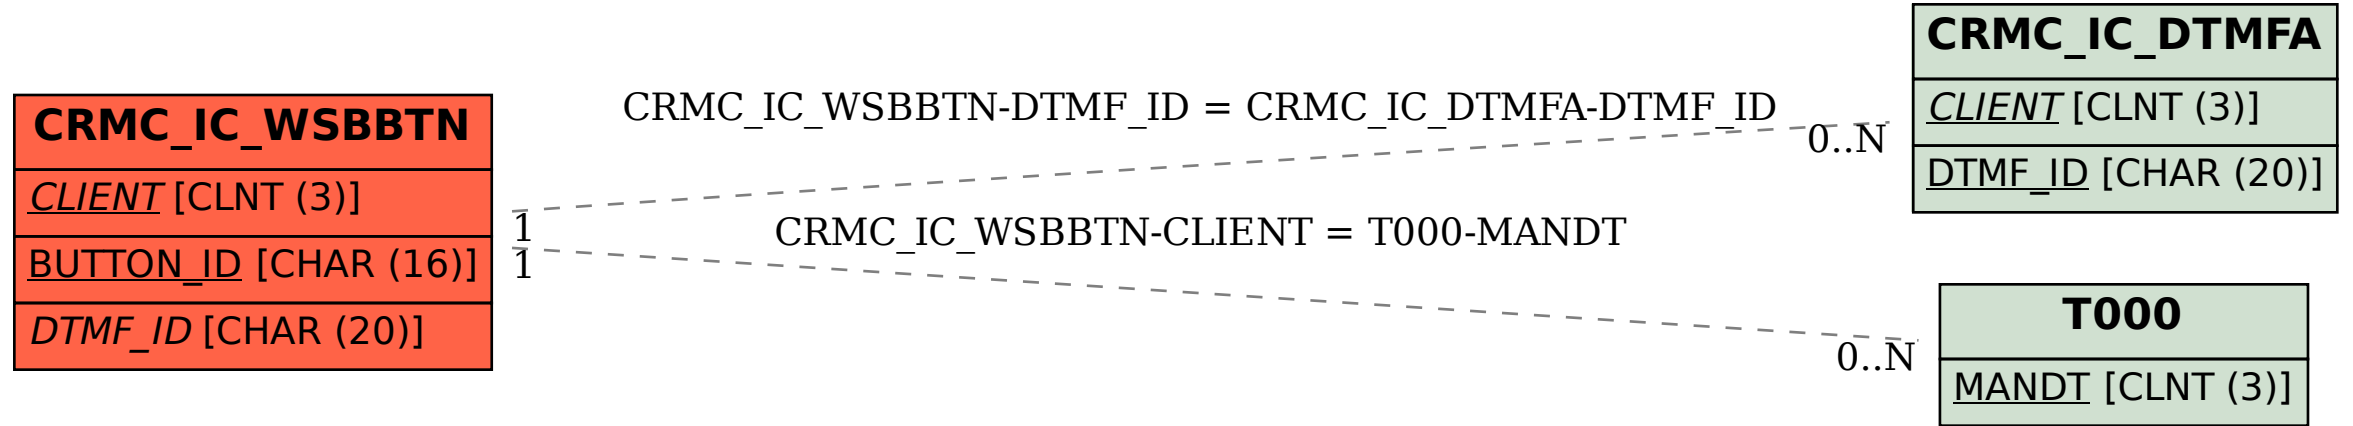 CRMC_IC_WSBBTN
CLIENT [CLNT (3)]
BUTTON_ID [CHAR (16)]
DTMF_ID [CHAR (20)]
CRMC_IC_WSBBTN-DTMF_ID = CRMC_IC_DTMFA-DTMF_ID
1
0..N
CRMC_IC_WSBBTN-CLIENT = T000-MANDT
1
0..N
CRMC_IC_DTMFA
CLIENT [CLNT (3)]
DTMF_ID [CHAR (20)]
T000
MANDT [CLNT (3)]